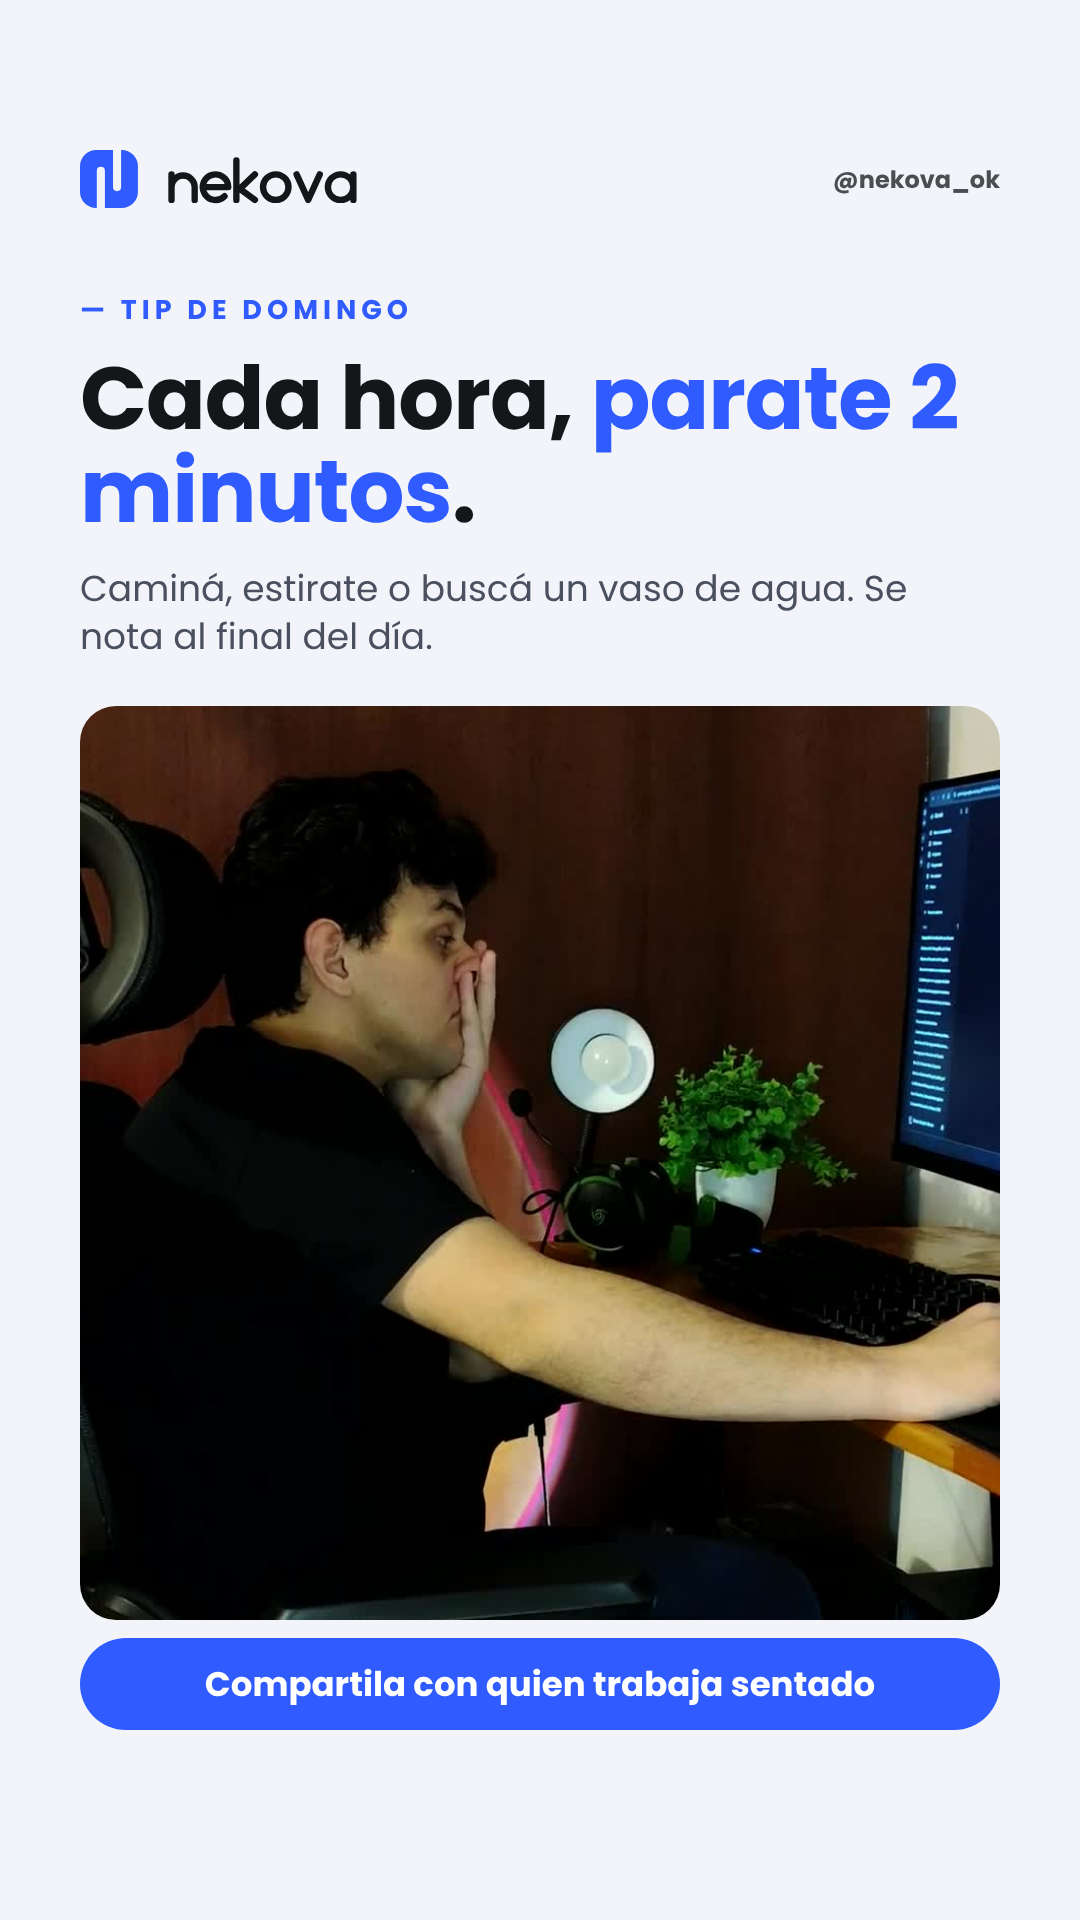 nekova
@nekova_ok
— TIP DE DOMINGO
Cada hora, parate 2
minutos.
Caminá, estirate o buscá un vaso de agua. Se
nota al final del día.
Compartila con quien trabaja sentado